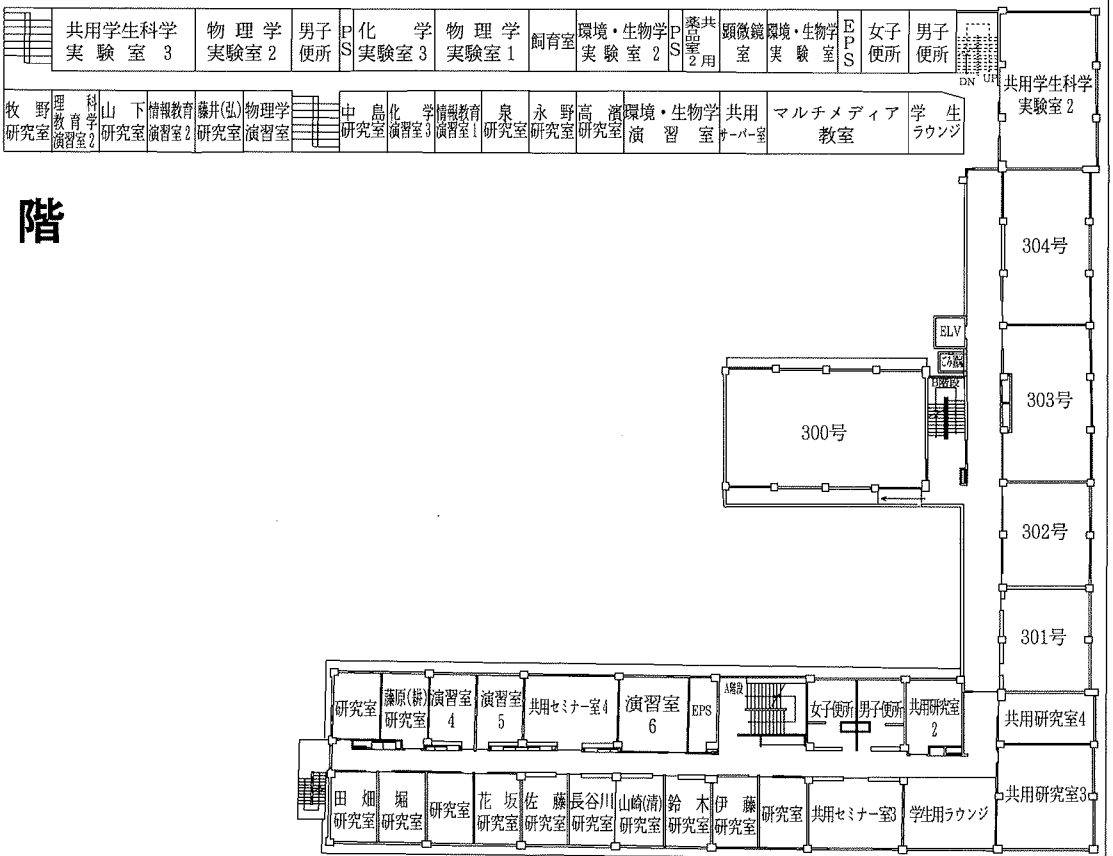 共用学生科学
実験室 3
物理学
実験室2
男子
便所
PS
化学
実験室3
物理学
実験室1
飼育室
環境・生物学
実験室 2
PS
共用
薬品室2
顕微鏡
室
環境・生物学
実験室
EPS
女子
便所
男子
便所
DN
UP
共用学生科学
実験室 2
牧野
研究室
理科
教育学
演習室2
山下
研究室
情報教育
演習室2
藤井(弘)
研究室
物理学
演習室
中島
研究室
化学
演習室3
情報教育
演習室1
泉
研究室
永野
研究室
高濱
研究室
環境・生物学
演習室
共用
サーバー室
マルチメディア
教室
学生
ラウンジ
階
304号
ELV
B階段
303号
300号
302号
301号
研究室
藤原(耕)
研究室
演習室
4
演習室
5
共用セミナー室4
演習室
6
EPS
A階段
女子便所
男子便所
共用研究室
2
共用研究室4
田畑
研究室
堀
研究室
研究室
花坂
研究室
佐藤
研究室
長谷川
研究室
山崎(清)
研究室
鈴木
研究室
伊藤
研究室
研究室
共用セミナー室3
学生用ラウンジ
共用研究室3